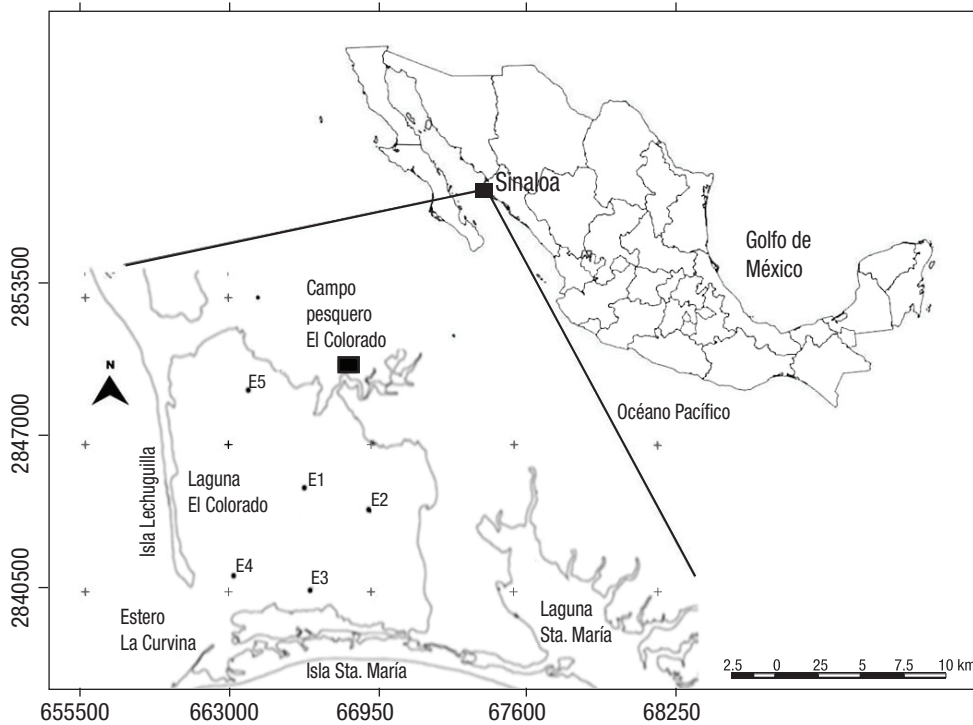 Sinaloa
Golfo de
México
Campo
pesquero
El Colorado
N
E5
Océano Pacífico
Isla Lechuguilla
Laguna
El Colorado
E1
E2
E4
E3
Estero
La Curvina
Laguna
Sta. María
Isla Sta. María
2.5 0 25 5 7.5 10 km
2853500
2847000
2840500
655500 663000 66950 67600 68250